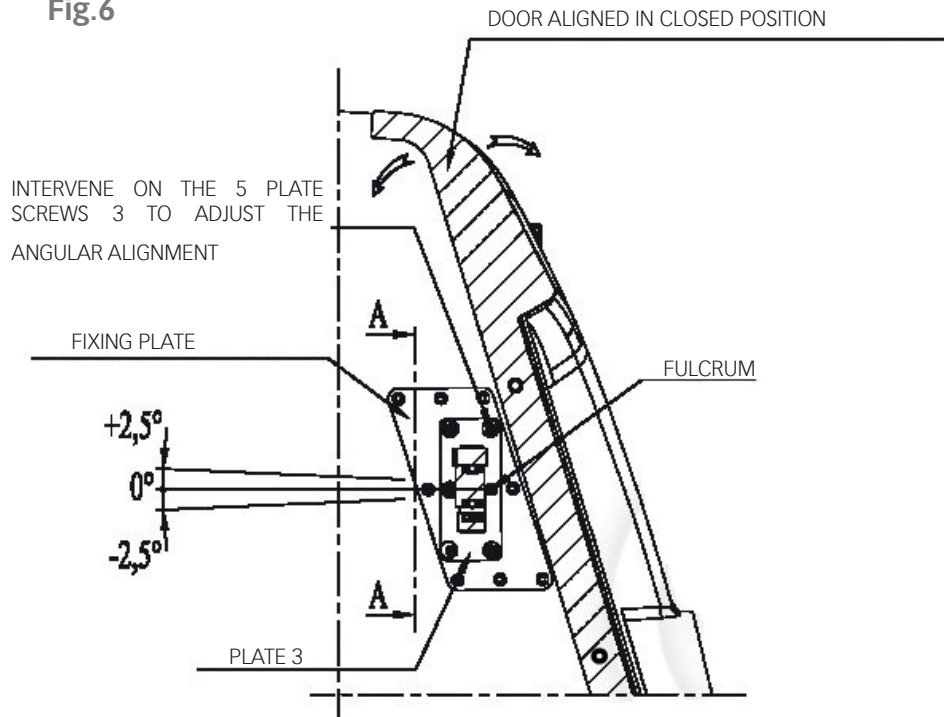 Fig.6
DOOR ALIGNED IN CLOSED POSITION
INTERVENE ON THE 5 PLATE
SCREWS 3 TO ADJUST THE
ANGULAR ALIGNMENT
A
FIXING PLATE
FULCRUM
+2,5°
0°
-2,5°
A
PLATE 3